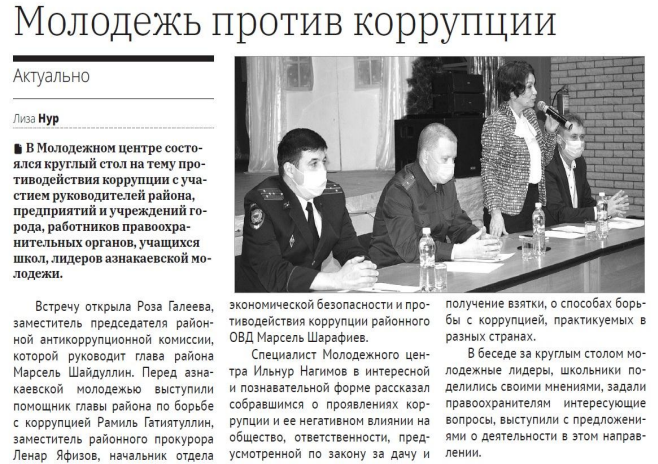 Молодежь против коррупции
Актуально
Лиза Нур
В Молодежном центре состо-
ялся круглый стол на тему про-
тиводействия коррупции с уча-
стием руководителей района,
предприятий и учреждений го-
рода, работников правоохра-
нительных органов, учащихся
школ, лидеров азнакаевской мо-
лодежи.
Встречу открыла Роза Галеева,
заместитель председателя район-
ной антикоррупционной комиссии,
которой руководит глава района
Марсель Шайдуллин. Перед азна-
каевской молодежью выступили
помощник главы района по борьбе
с коррупцией Рамиль Гатиятуллин,
заместитель районного прокурора
Ленар Яфизов, начальник отдела
экономической безопасности и про-
тиводействия коррупции районного
ОВД Марсель Шарафиев.
Специалист Молодежного цен-
тра Ильнур Нагимов в интересной
и познавательной форме рассказал
собравшимся о проявлениях кор-
рупции и ее негативном влиянии на
общество, ответственности, пред-
усмотренной по закону за дачу и
получение взятки, о способах борь-
бы с коррупцией, практикуемых в
разных странах.
В беседе за круглым столом мо-
лодежные лидеры, школьники по-
делились своими мнениями, задали
правоохранителям интересующие
вопросы, выступили с предложени-
ями о деятельности в этом направ-
лении.